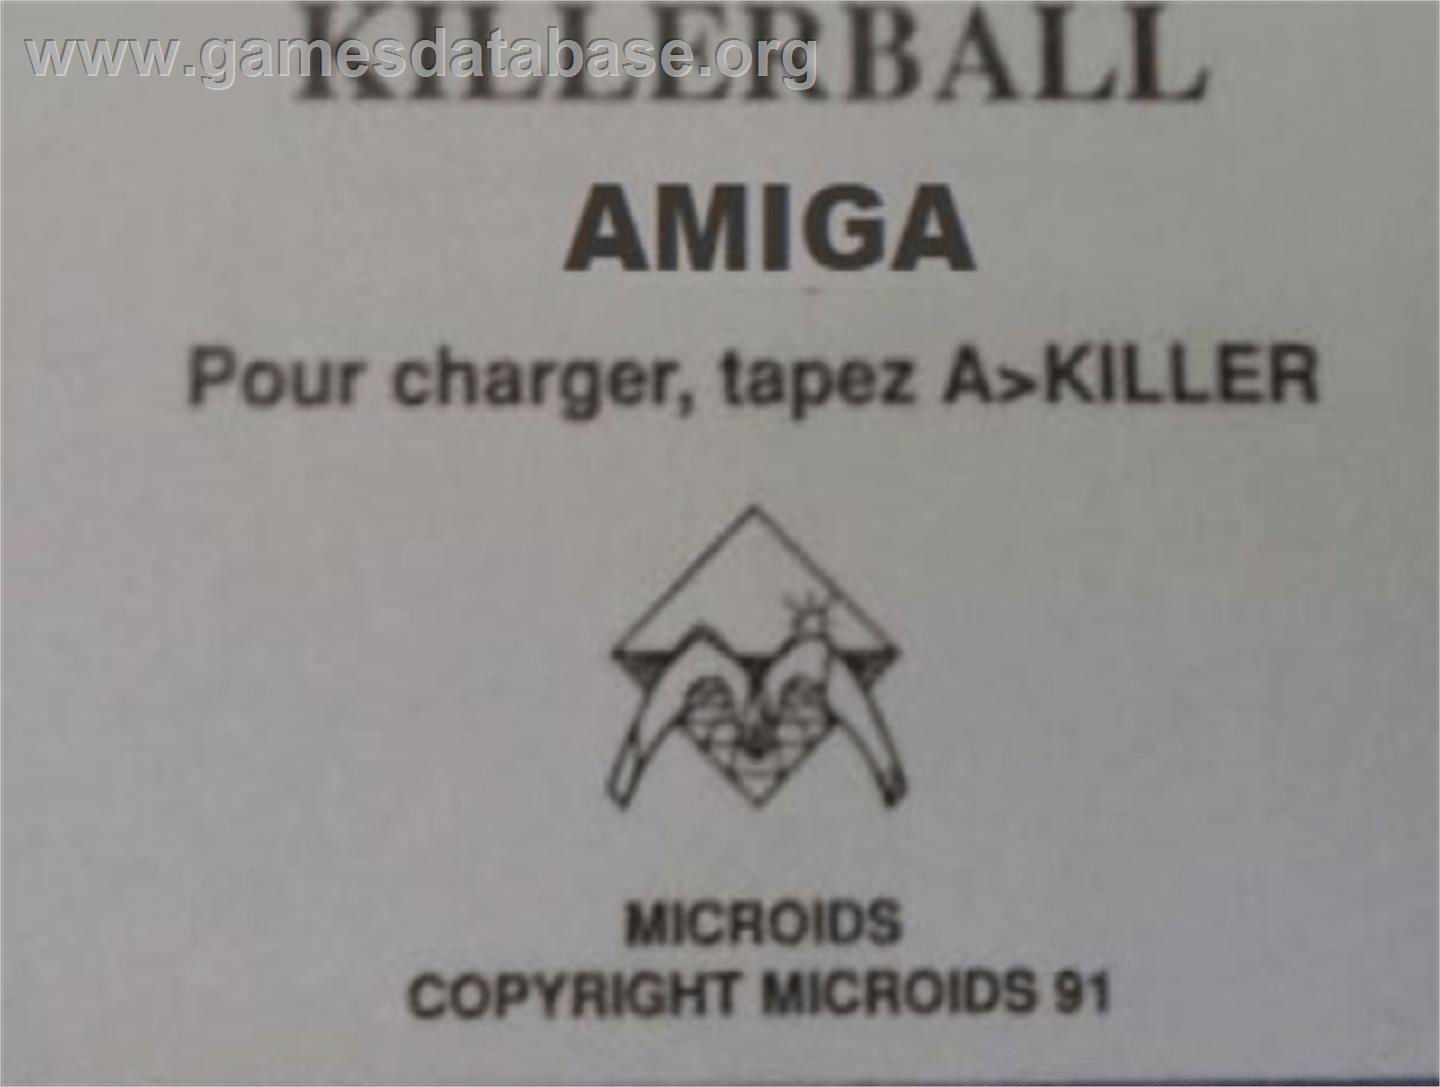 www.gamesdatabase.org
KILLERBALL
AMIGA
Pour charger, tapez A>KILLER
MICROIDS
COPYRIGHT MICROIDS 91